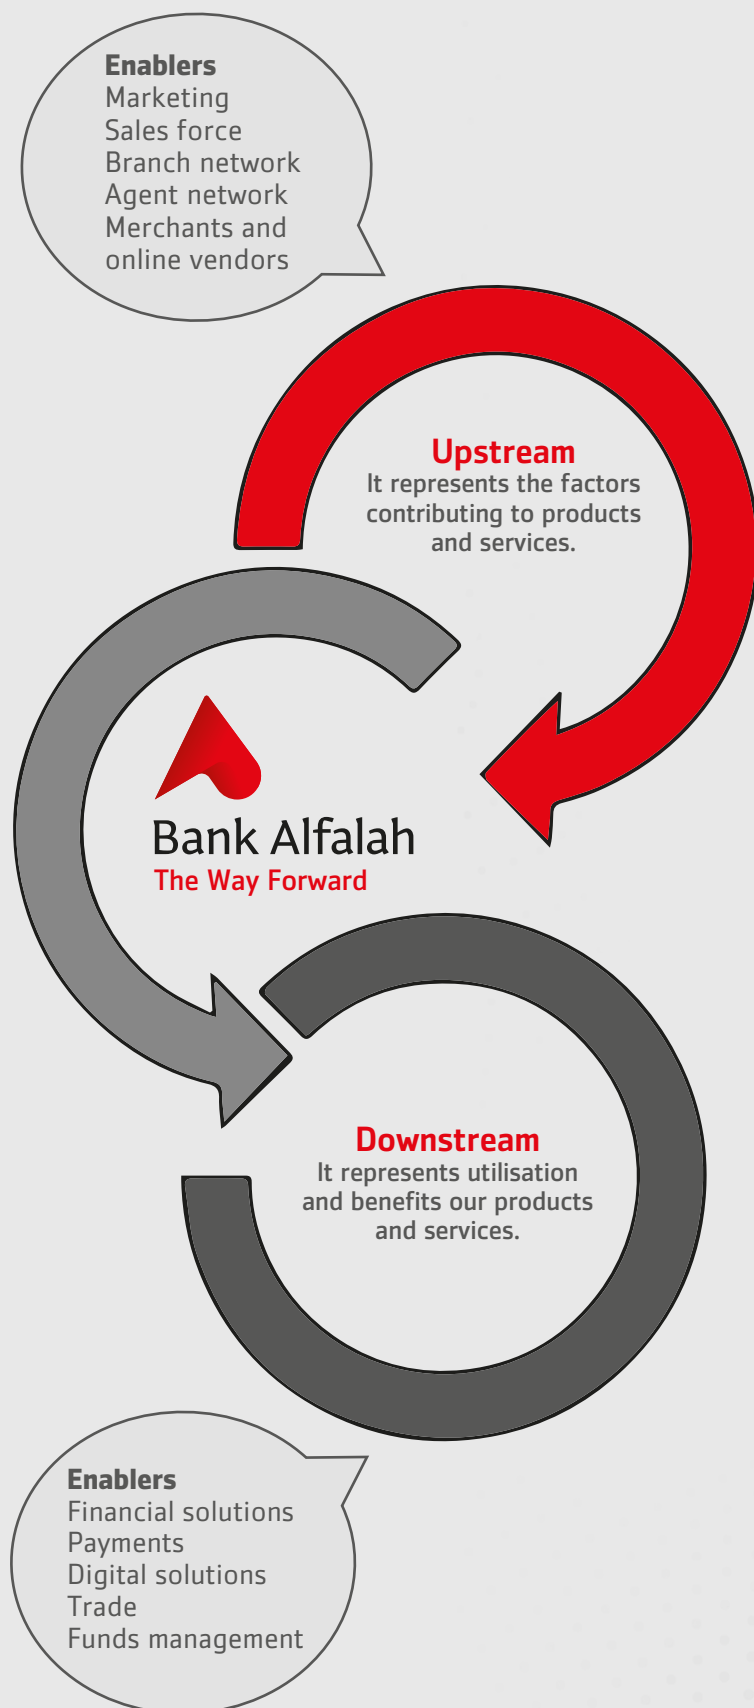 Enablers
Marketing
Sales force
Branch network
Agent network
Merchants and
online vendors
Upstream
It represents the factors
contributing to products
and services.
Bank Alfalah
The Way Forward
Downstream
It represents utilisation
and benefits our products
and services.
Enablers
Financial solutions
Payments
Digital solutions
Trade
Funds management